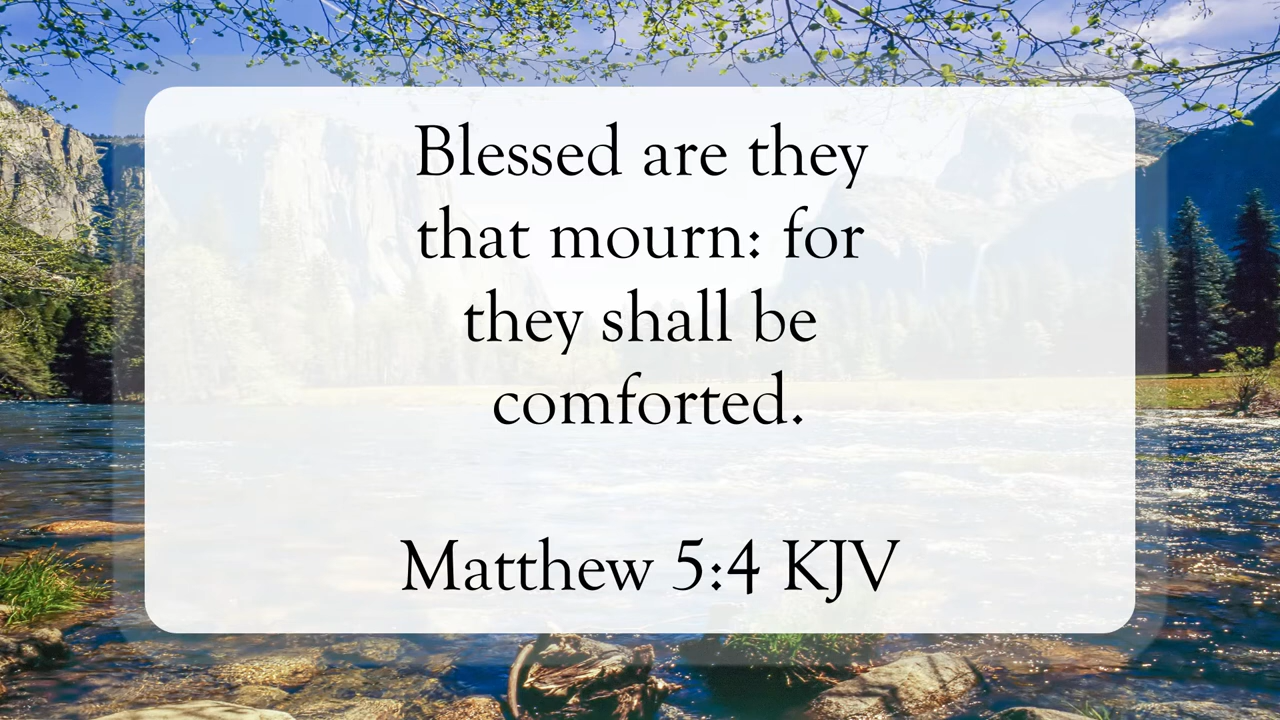 Blessed are they
that mourn: for
they shall be
comforted.
Matthew 5:4 KJV